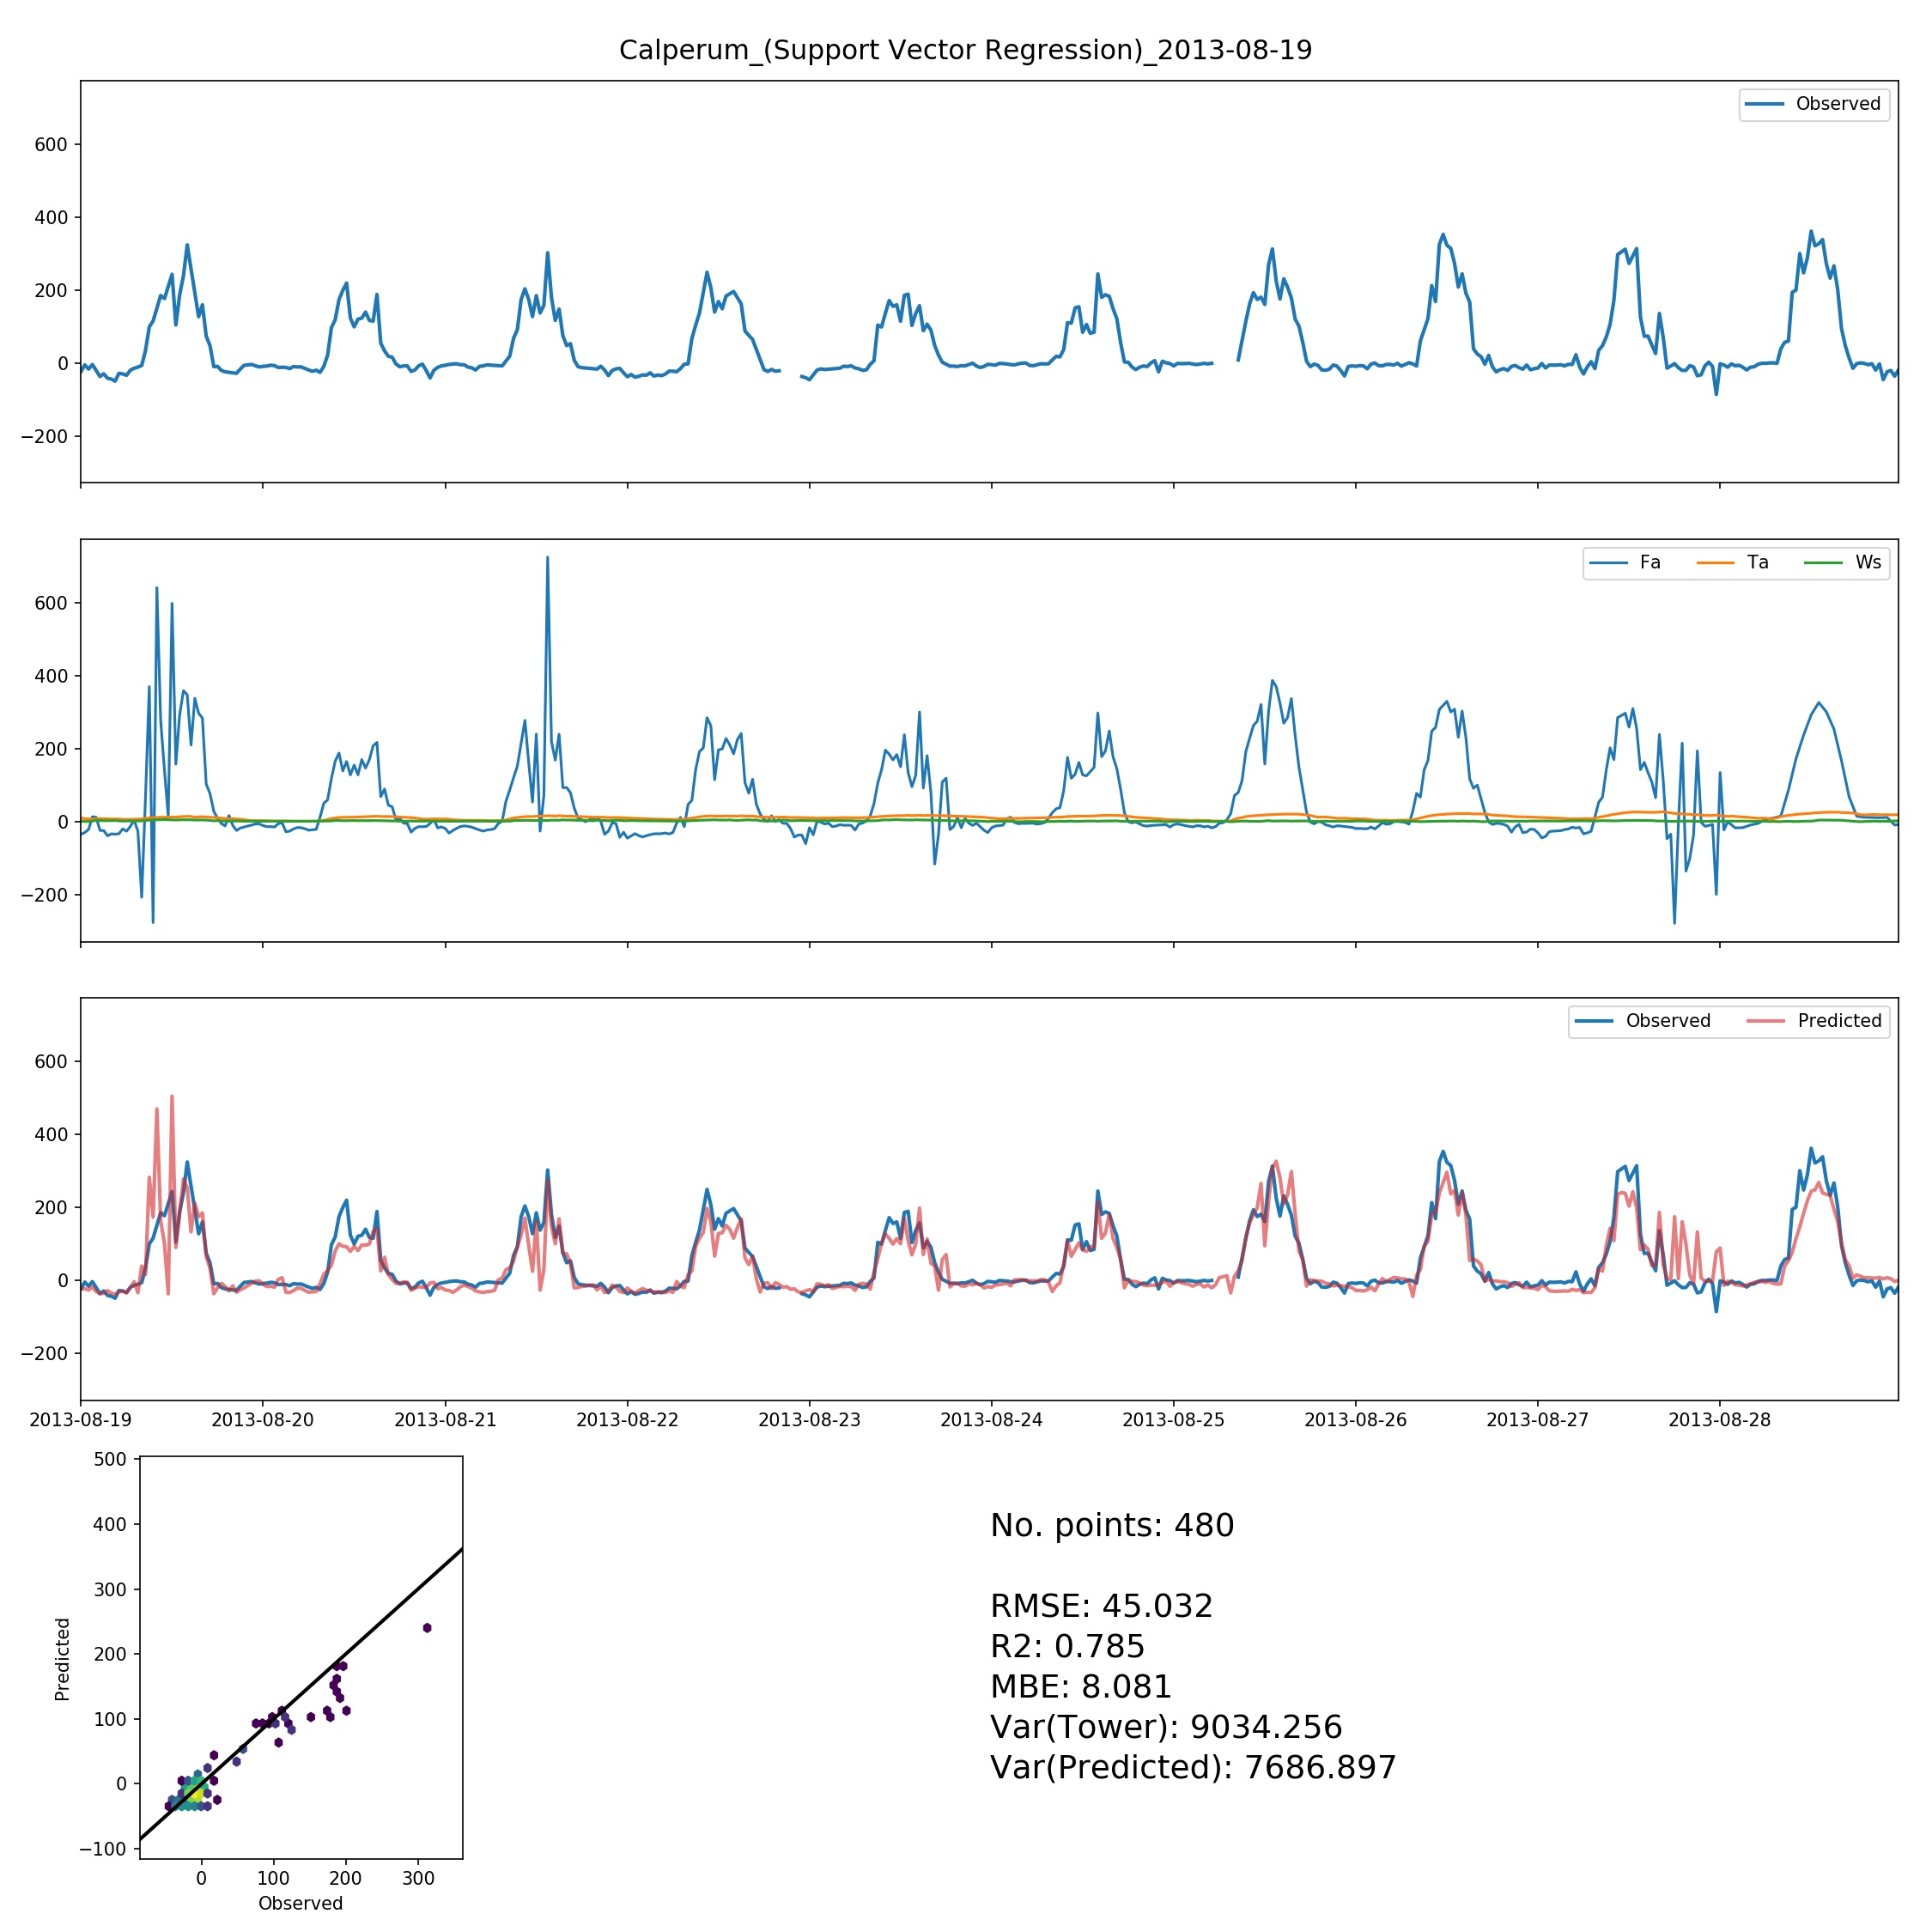 Calperum_(Support Vector Regression)_2013-08-19
Observed
600
400
200
0
−200
Fa Ta Ws
600
400
200
0
−200
Observed Predicted
600
400
200
0
−200
2013-08-19 2013-08-20 2013-08-21 2013-08-22 2013-08-23 2013-08-24 2013-08-25 2013-08-26 2013-08-27 2013-08-28
500
400
300
200
100
0
−100
Predicted
0 100 200 300
Observed
No. points: 480
RMSE: 45.032
R2: 0.785
MBE: 8.081
Var(Tower): 9034.256
Var(Predicted): 7686.897